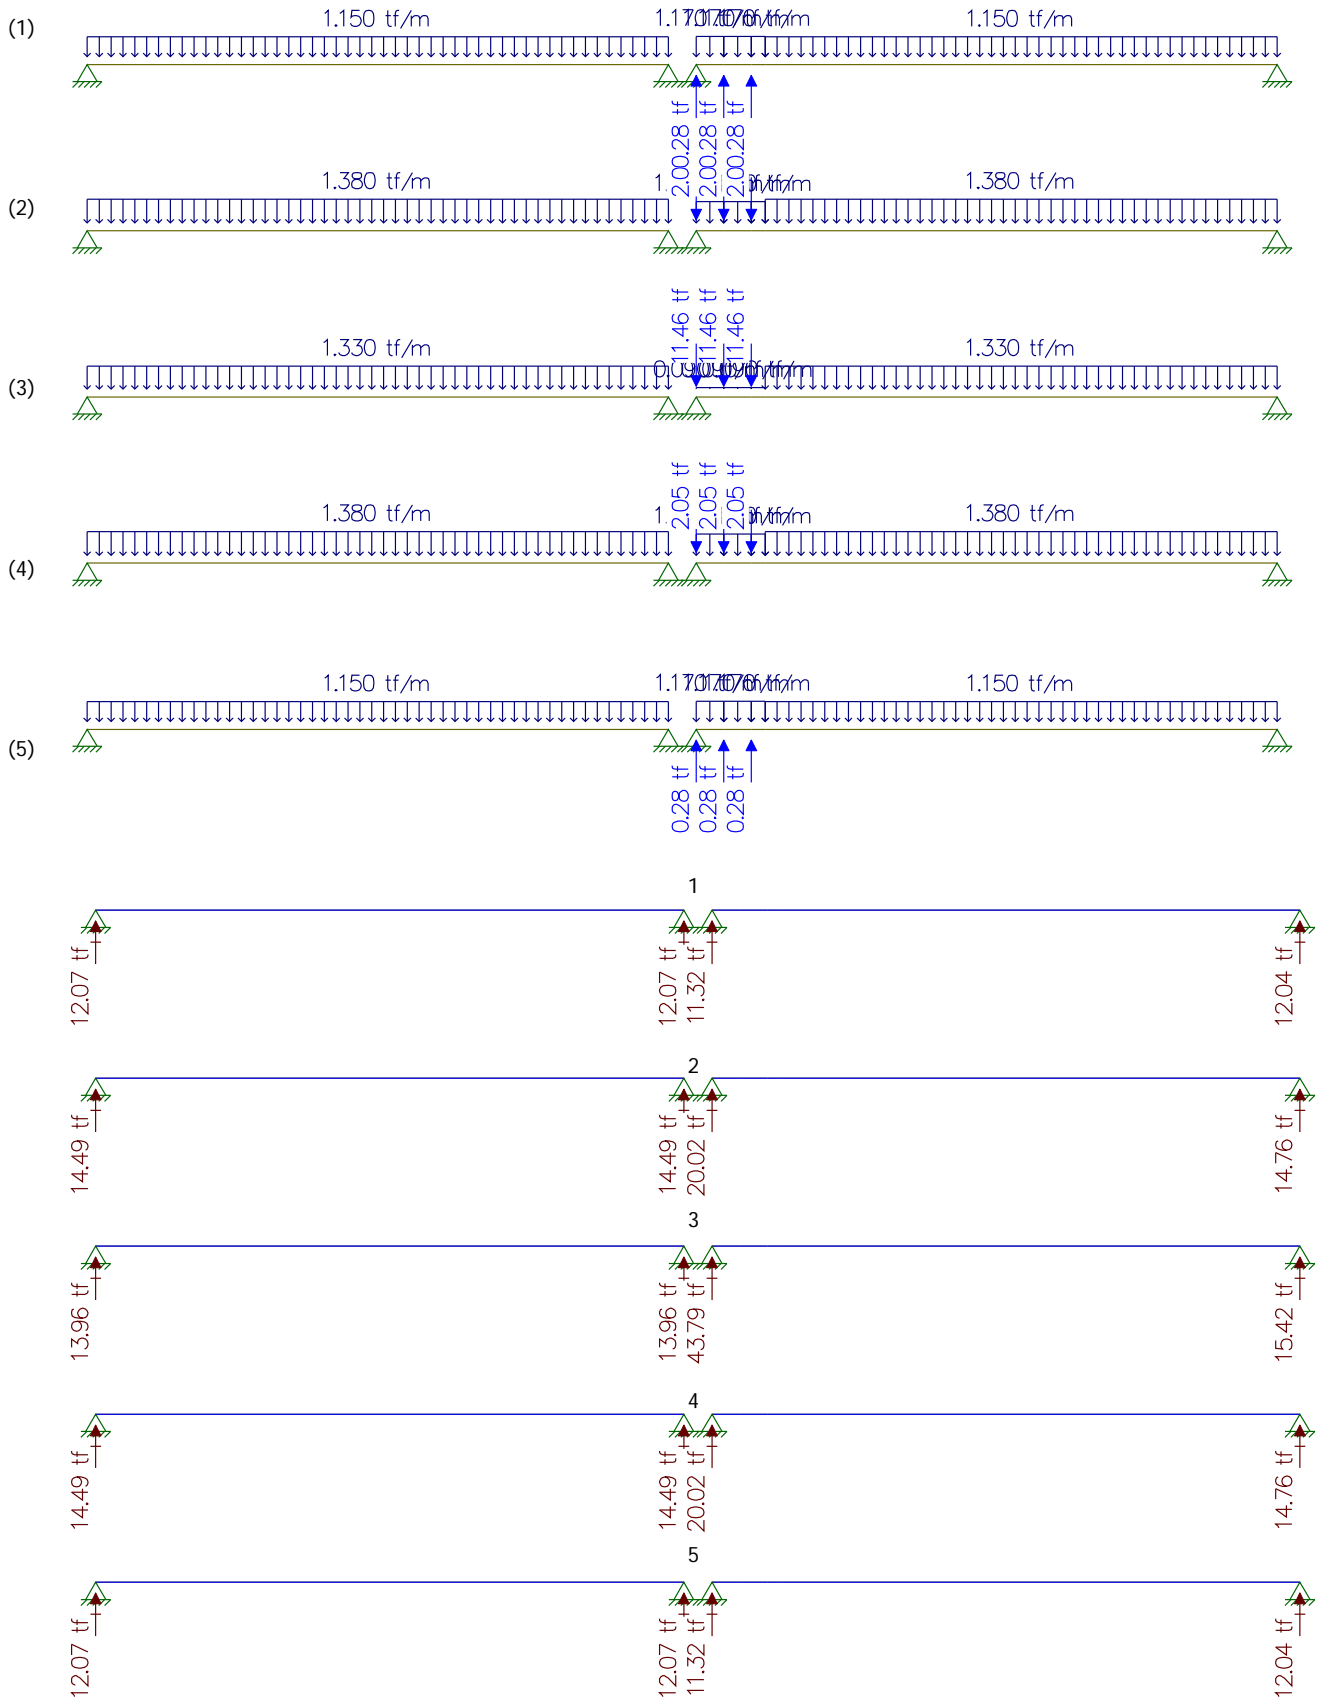 (1)
1.150 tf/m
1.150 tf/m
0.28 tf
0.28 tf
0.28 tf
(2)
1.380 tf/m
1.380 tf/m
11.46 tf
11.46 tf
11.46 tf
(3)
1.330 tf/m
1.330 tf/m
2.05 tf
2.05 tf
2.05 tf
(4)
1.380 tf/m
1.380 tf/m
(5)
1.150 tf/m
1.150 tf/m
0.28 tf
0.28 tf
0.28 tf
1
12.07 tf
12.07 tf
11.32 tf
12.04 tf
2
14.49 tf
14.49 tf
20.02 tf
14.76 tf
3
13.96 tf
13.96 tf
43.79 tf
15.42 tf
4
14.49 tf
14.49 tf
20.02 tf
14.76 tf
5
12.07 tf
12.07 tf
11.32 tf
12.04 tf